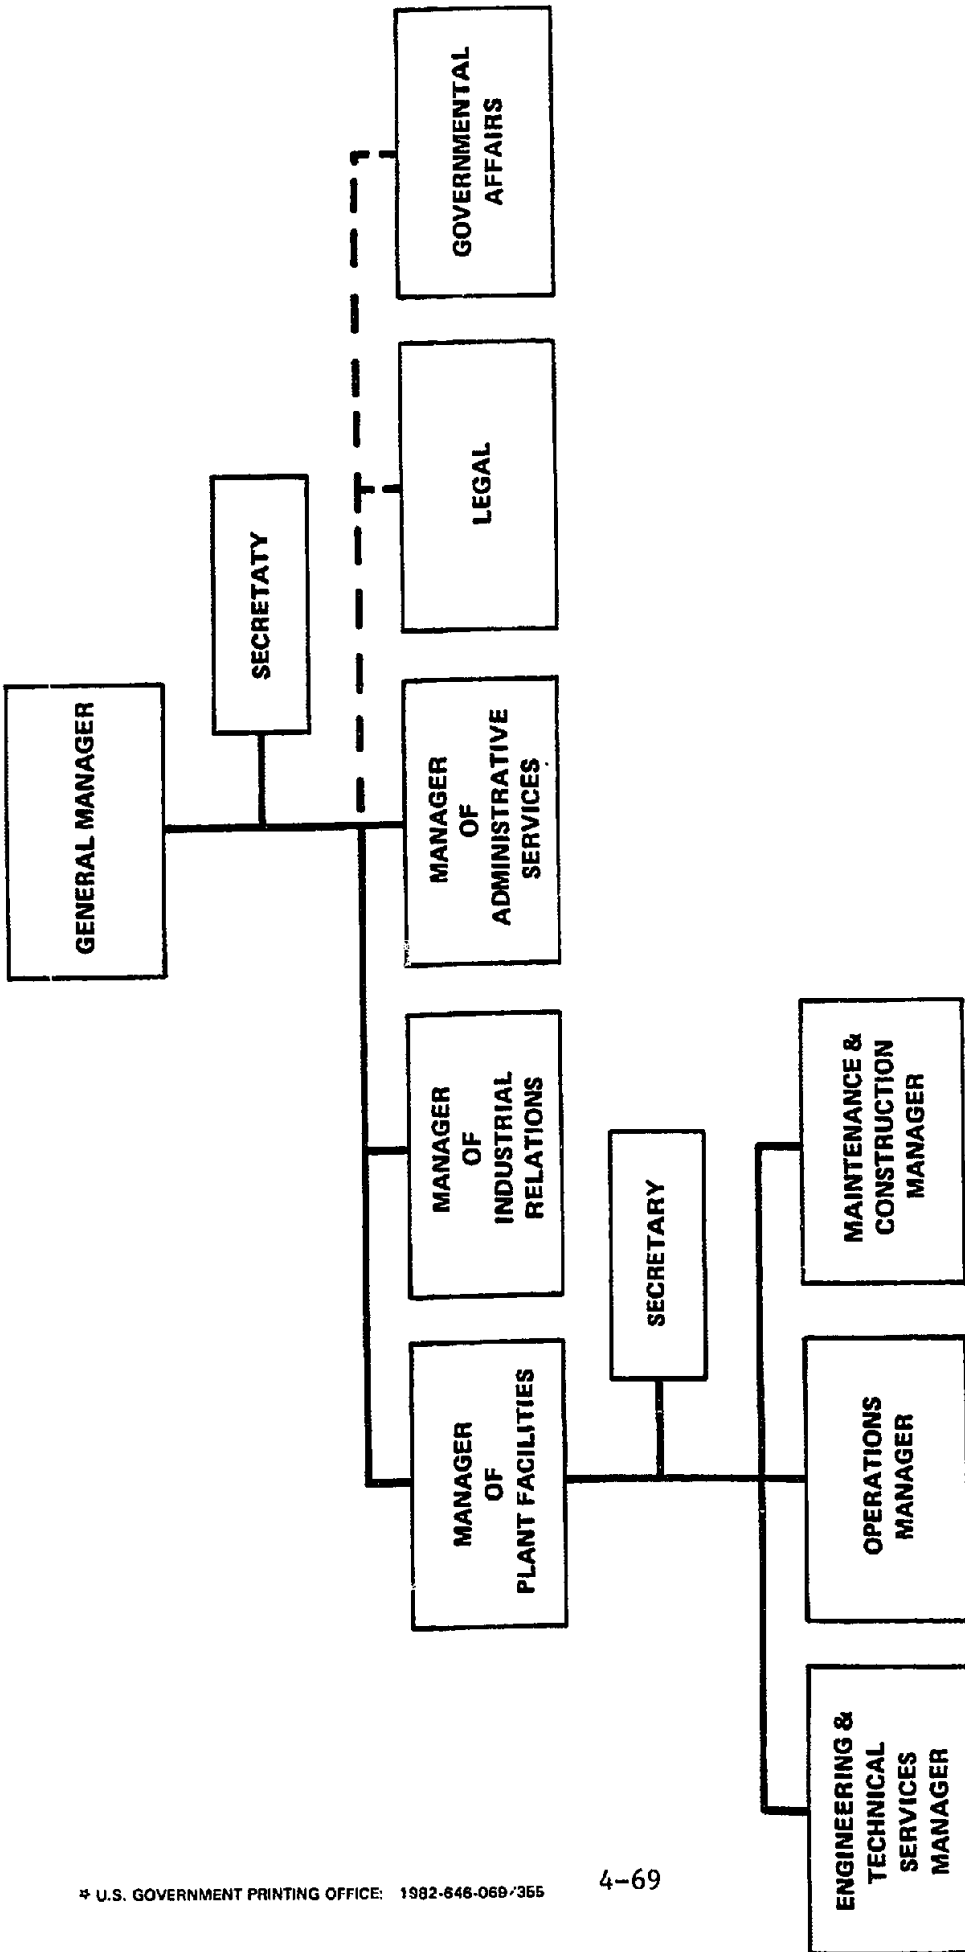 GENERAL MANAGER
SECRETATY
MANAGER
OF
PLANT FACILITIES
MANAGER
OF
INDUSTRIAL
RELATIONS
MANAGER
OF
ADMINISTRATIVE
SERVICES
LEGAL
GOVERNMENTAL
AFFAIRS
SECRETARY
ENGINEERING &
TECHNICAL
SERVICES
MANAGER
OPERATIONS
MANAGER
MAINTENANCE &
CONSTRUCTION
MANAGER
☆ U.S. GOVERNMENT PRINTING OFFICE: 1982-646-069/355
4-69